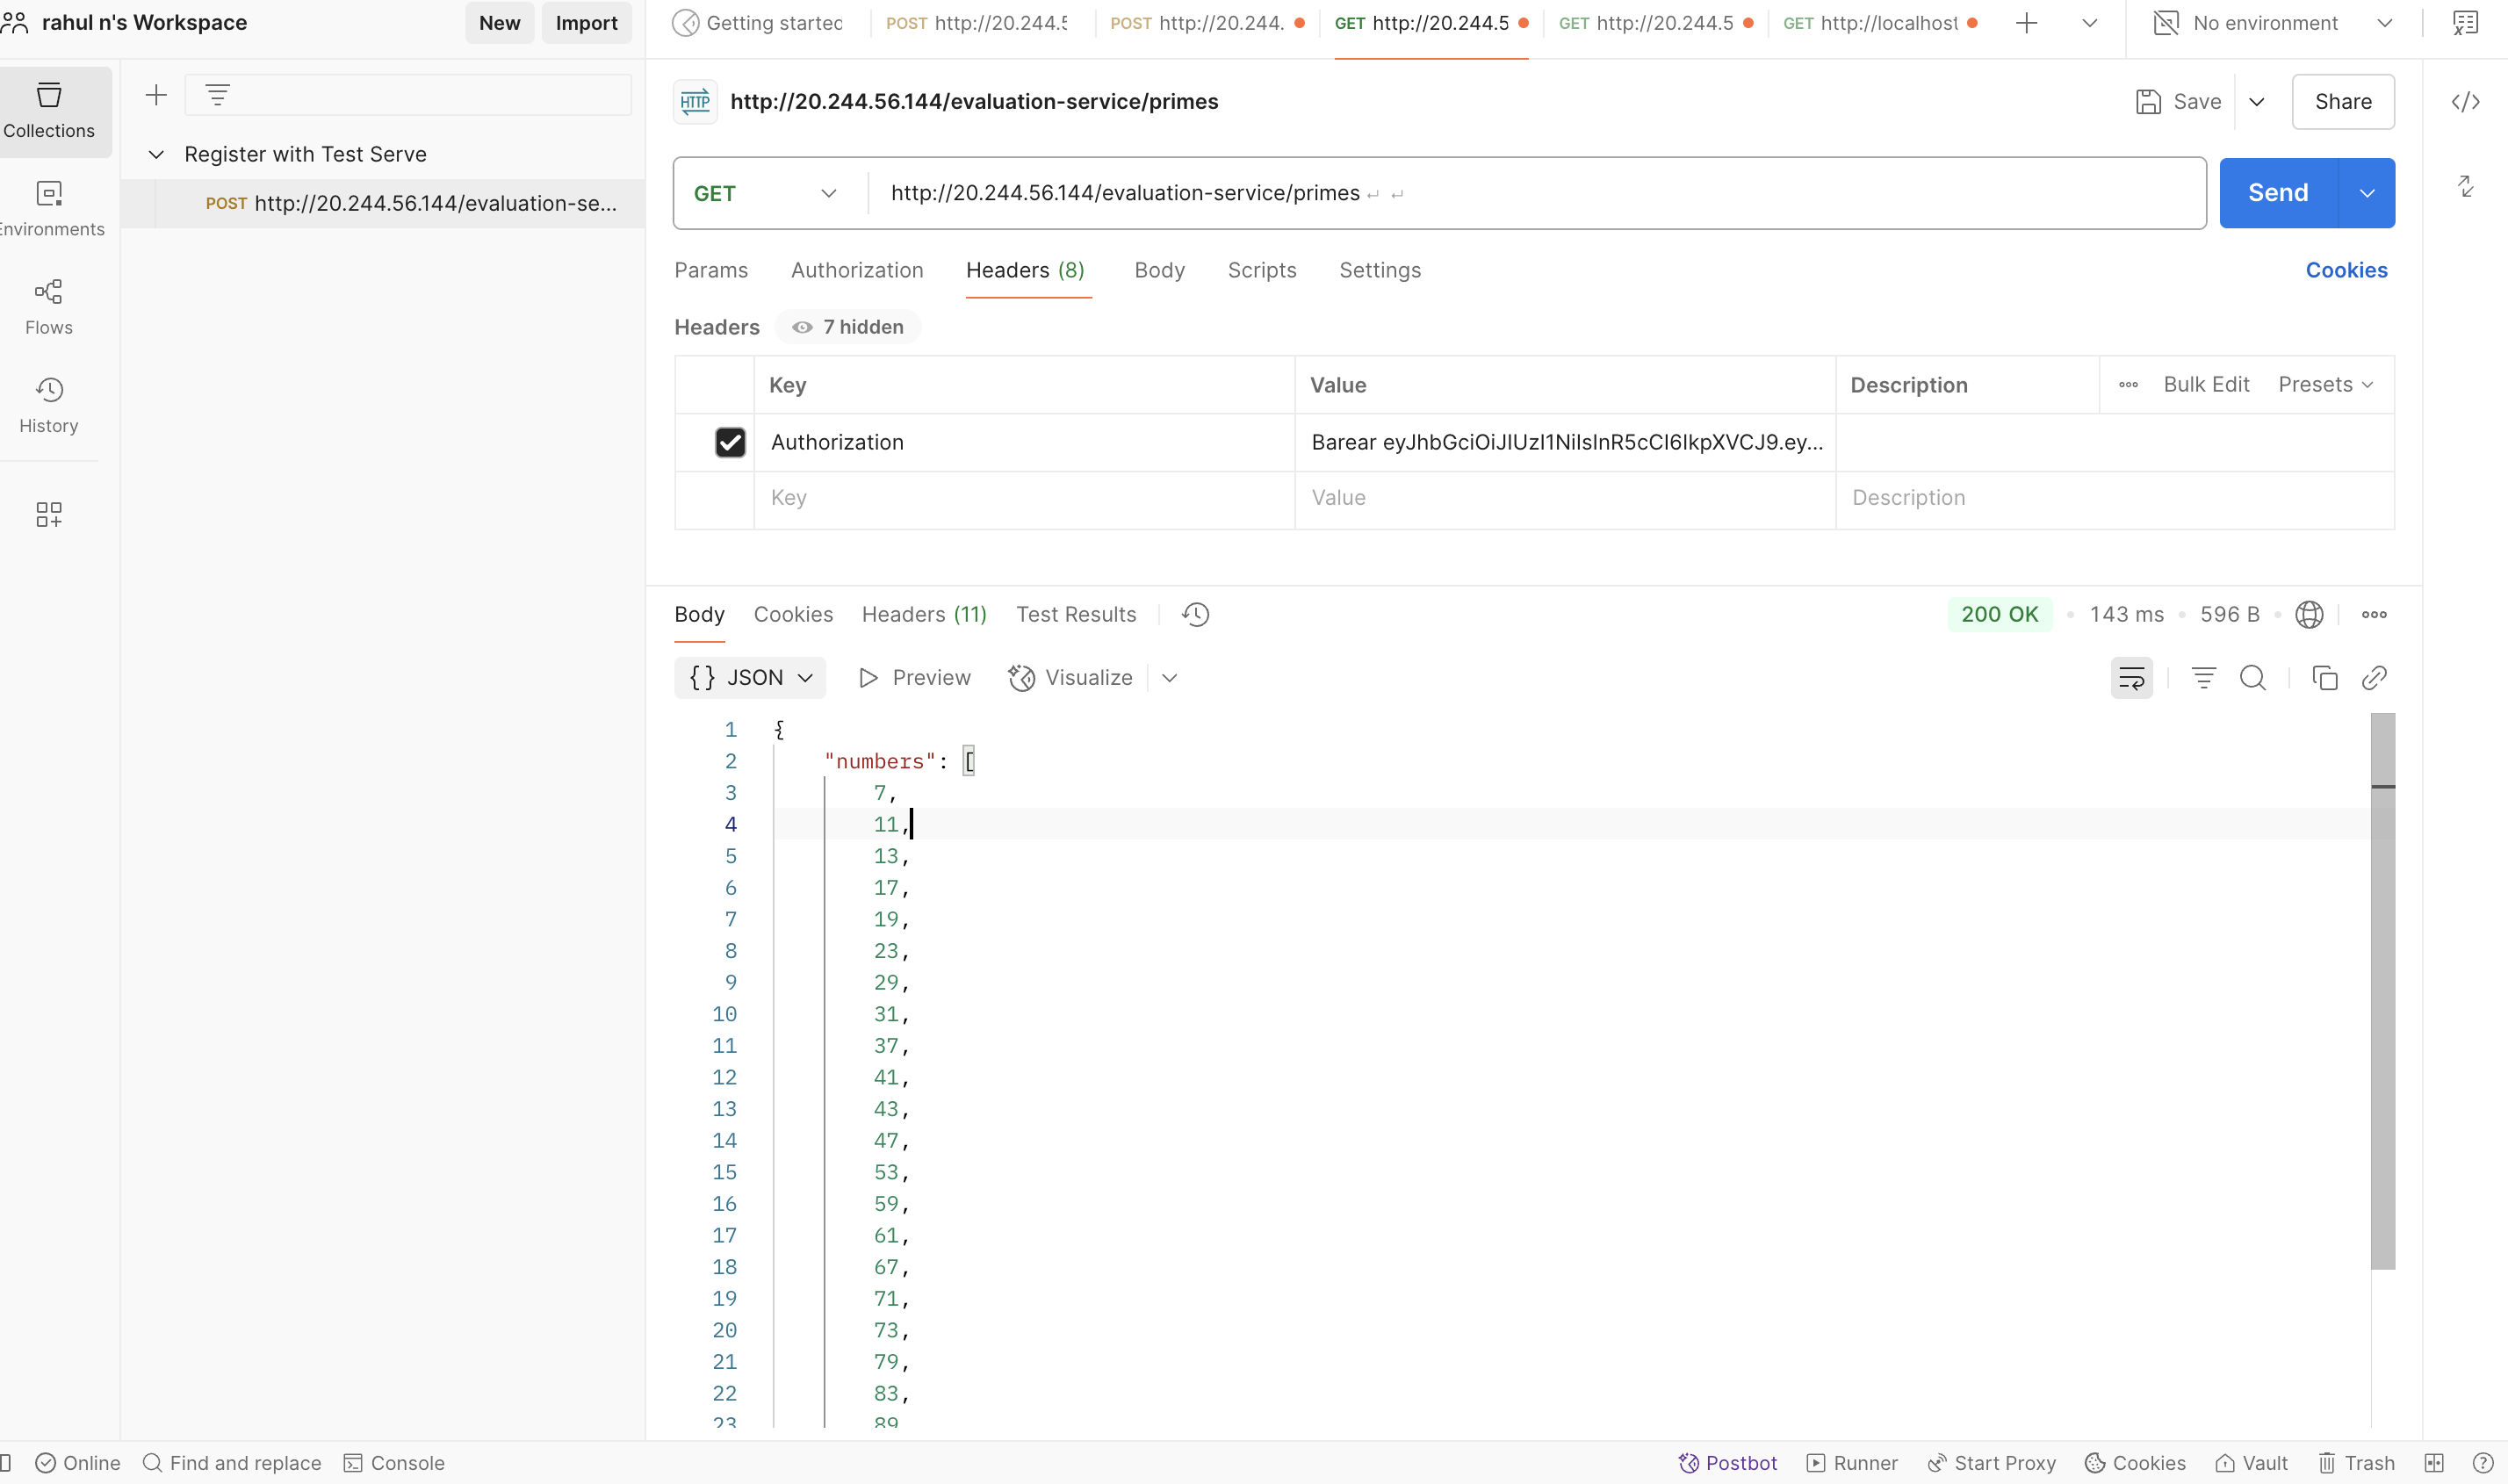 rahul n's Workspace
New
Import
Getting started
POST http://20.244.5
POST http://20.244.
GET http://20.244.5
GET http://20.244.5
GET http://localhost
No environment
Collections
Environments
Flows
History
Register with Test Serve
POST http://20.244.56.144/evaluation-se...
HTTP
http://20.244.56.144/evaluation-service/primes
Save
Share
GET
http://20.244.56.144/evaluation-service/primes
Send
Params
Authorization
Headers (8)
Body
Scripts
Settings
Cookies
Headers
7 hidden
Key
Value
Description
Bulk Edit
Presets
Authorization
Barear eyJhbGciOiJIUzI1NiIsInR5cCI6IkpXVCJ9.ey...
Key
Value
Description
Body
Cookies
Headers (11)
Test Results
200 OK
143 ms
596 B
{} JSON
Preview
Visualize
1 {
2 "numbers": [
3 7,
4 11,
5 13,
6 17,
7 19,
8 23,
9 29,
10 31,
11 37,
12 41,
13 43,
14 47,
15 53,
16 59,
17 61,
18 67,
19 71,
20 73,
21 79,
22 83,
23 89
Online
Find and replace
Console
Postbot
Runner
Start Proxy
Cookies
Vault
Trash